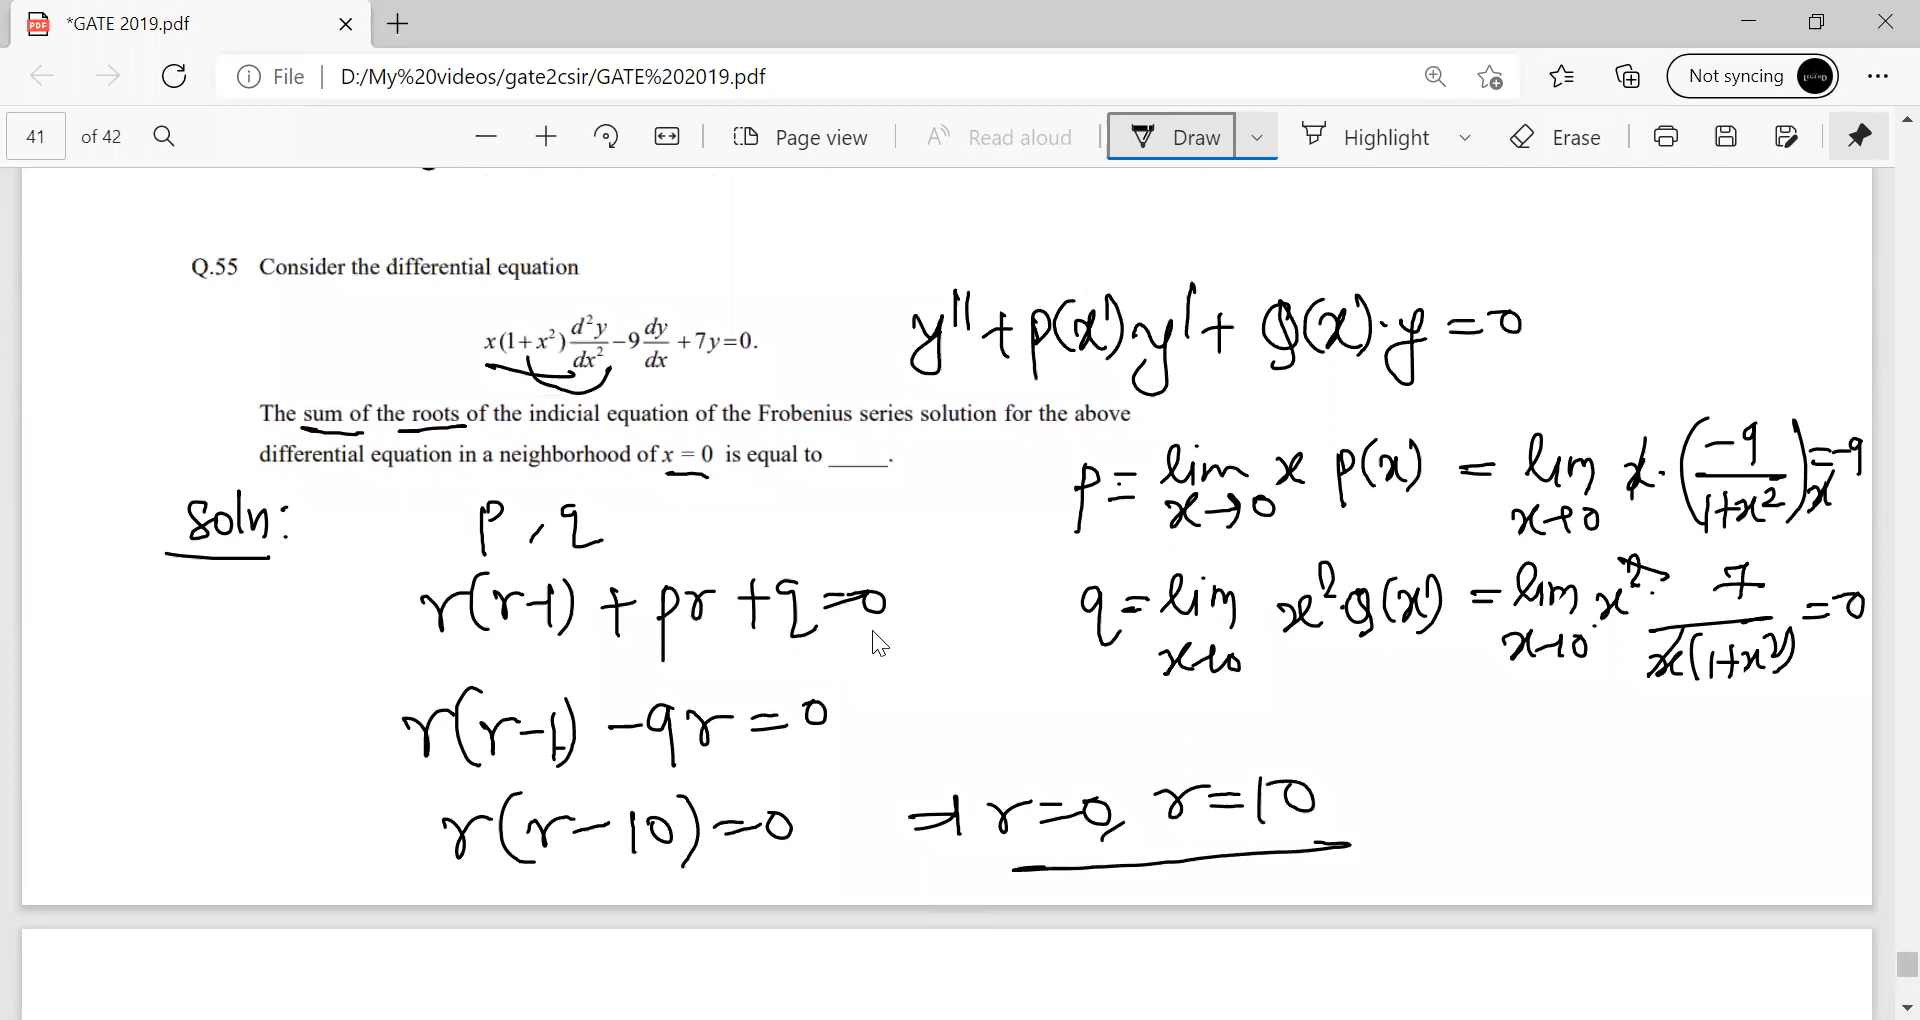 *GATE 2019.pdf
File | D:/My%20videos/gate2csir/GATE%202019.pdf
Not syncing
41 of 42
Page view
Read aloud
Draw
Highlight
Erase
Q.55 Consider the differential equation
x(1+x²) d²y/dx² −9 dy/dx +7y=0.
y'' + p(x) y' + q(x)·y = 0
The sum of the roots of the indicial equation of the Frobenius series solution for the above
differential equation in a neighborhood of x = 0 is equal to _____.
p = lim x→0 x p(x) = lim x→0 x·(−9/(1+x²)x) = −9
Soln: p, q
r(r−1) + pr + q = 0
q = lim x→0 x² q(x) = lim x→0 x²· 7/x(1+x²) = 0
r(r−1) −9r = 0
r(r−10) = 0 ⇒ r=0, r=10